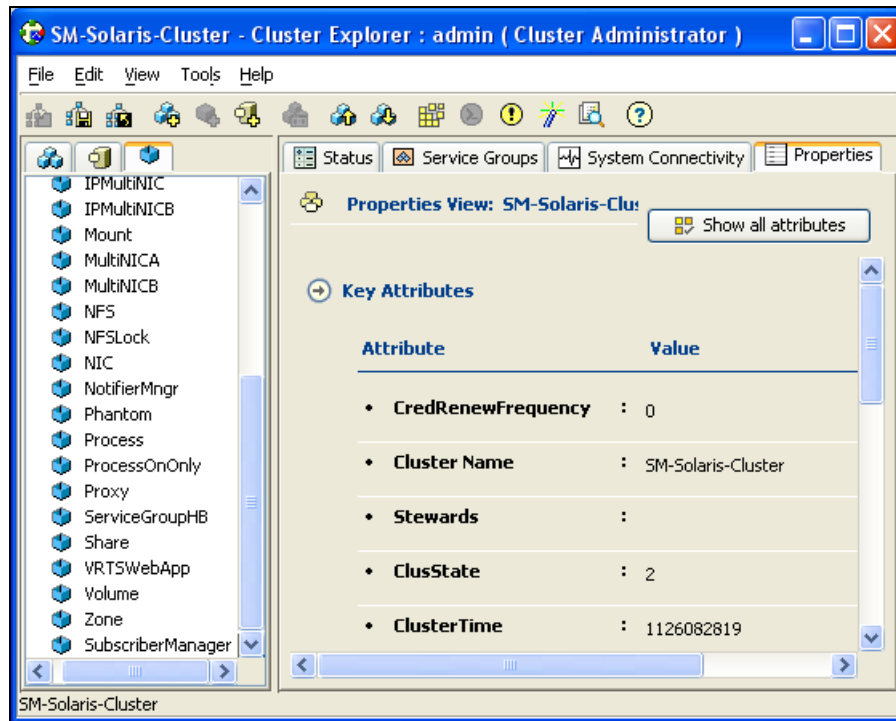 SM-Solaris-Cluster - Cluster Explorer : admin ( Cluster Administrator )
File Edit View Tools Help
IPMultiNIC
IPMultiNICB
Mount
MultiNICA
MultiNICB
NFS
NFSLock
NIC
NotifierMngr
Phantom
Process
ProcessOnOnly
Proxy
ServiceGroupHB
Share
VRTSWebApp
Volume
Zone
SubscriberManager
Status Service Groups System Connectivity Properties
Properties View: SM-Solaris-Clus
Show all attributes
Key Attributes
Attribute Value
• CredRenewFrequency : 0
• Cluster Name : SM-Solaris-Cluster
• Stewards :
• ClusState : 2
• ClusterTime : 1126082819
SM-Solaris-Cluster